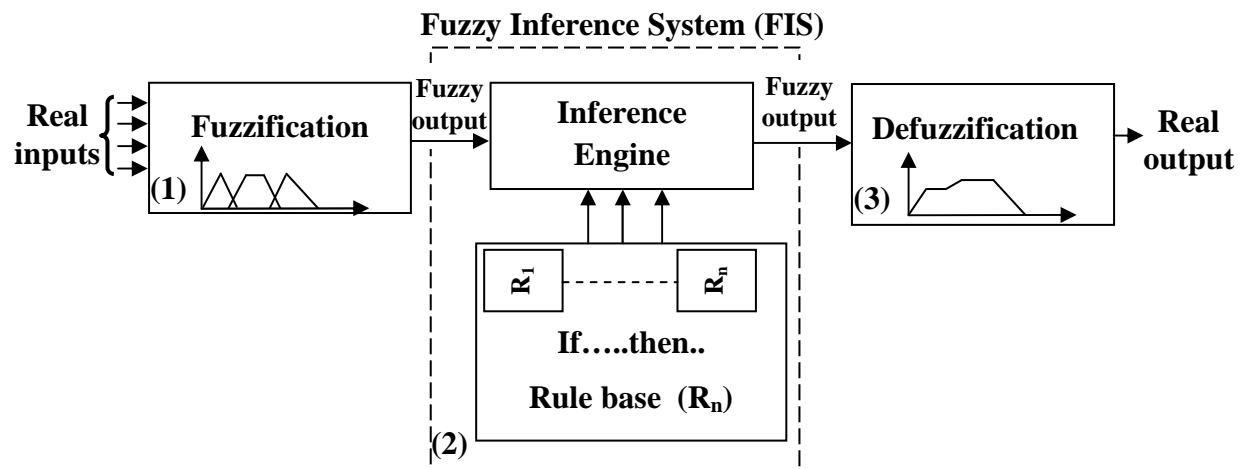 Fuzzy Inference System (FIS)
Real
inputs
Fuzzification
(1)
Fuzzy
output
Inference
Engine
Fuzzy
output
Defuzzification
(3)
Real
output
R1
Rn
If…..then..
Rule base (Rn)
(2)